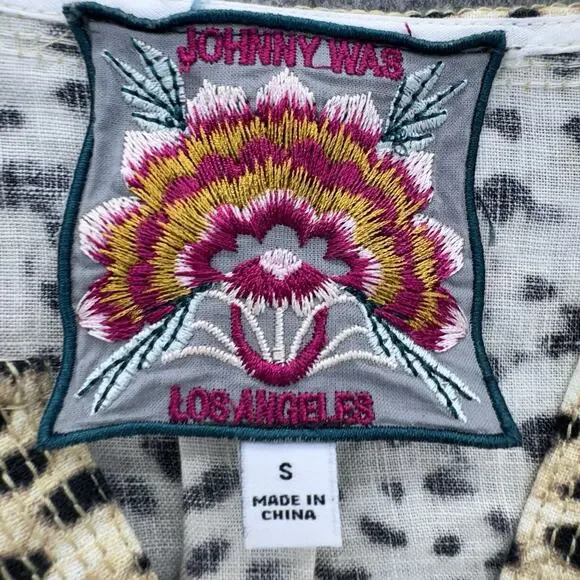 JOHNNY WAS
LOS ANGELES
S
MADE IN
CHINA